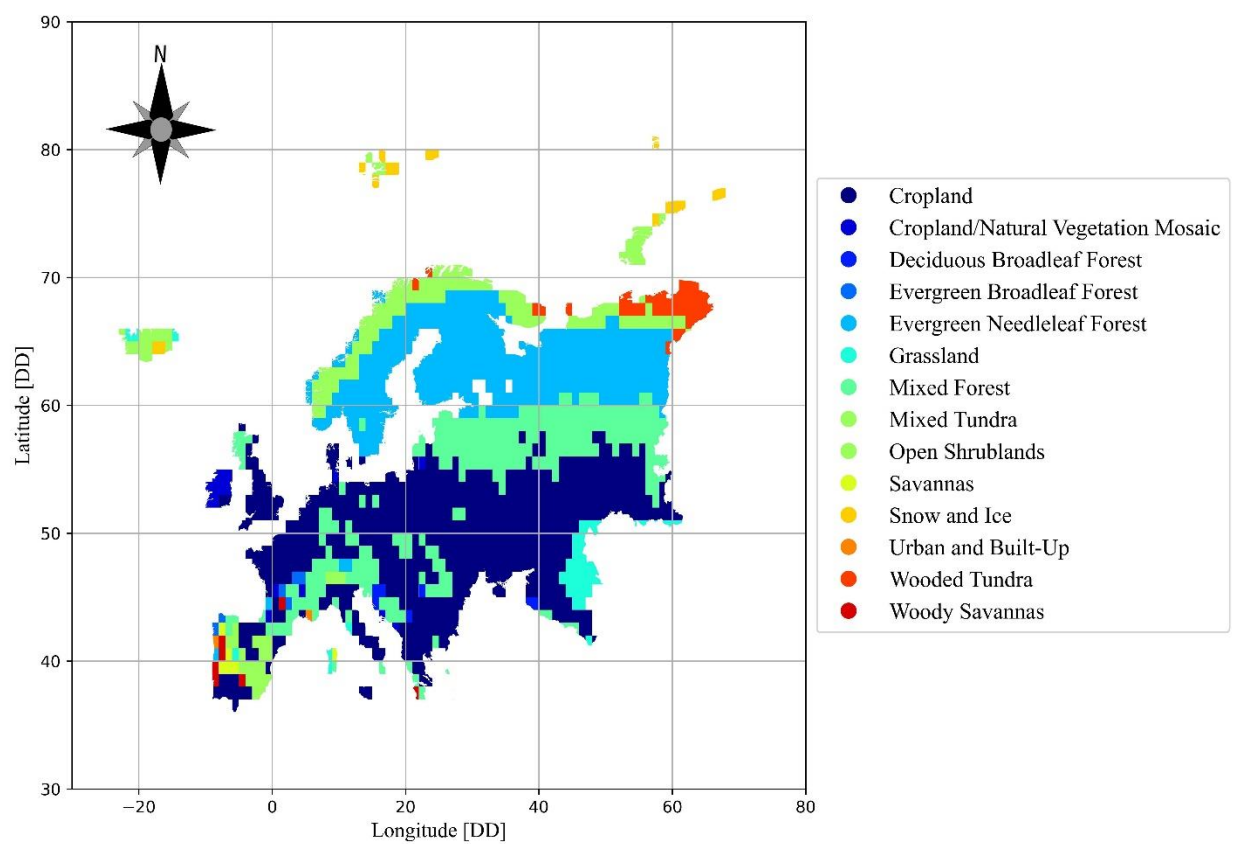 90
80
70
60
50
40
30
Latitude [DD]
N
−20
0
20
40
60
80
Longitude [DD]
Cropland
Cropland/Natural Vegetation Mosaic
Deciduous Broadleaf Forest
Evergreen Broadleaf Forest
Evergreen Needleleaf Forest
Grassland
Mixed Forest
Mixed Tundra
Open Shrublands
Savannas
Snow and Ice
Urban and Built-Up
Wooded Tundra
Woody Savannas